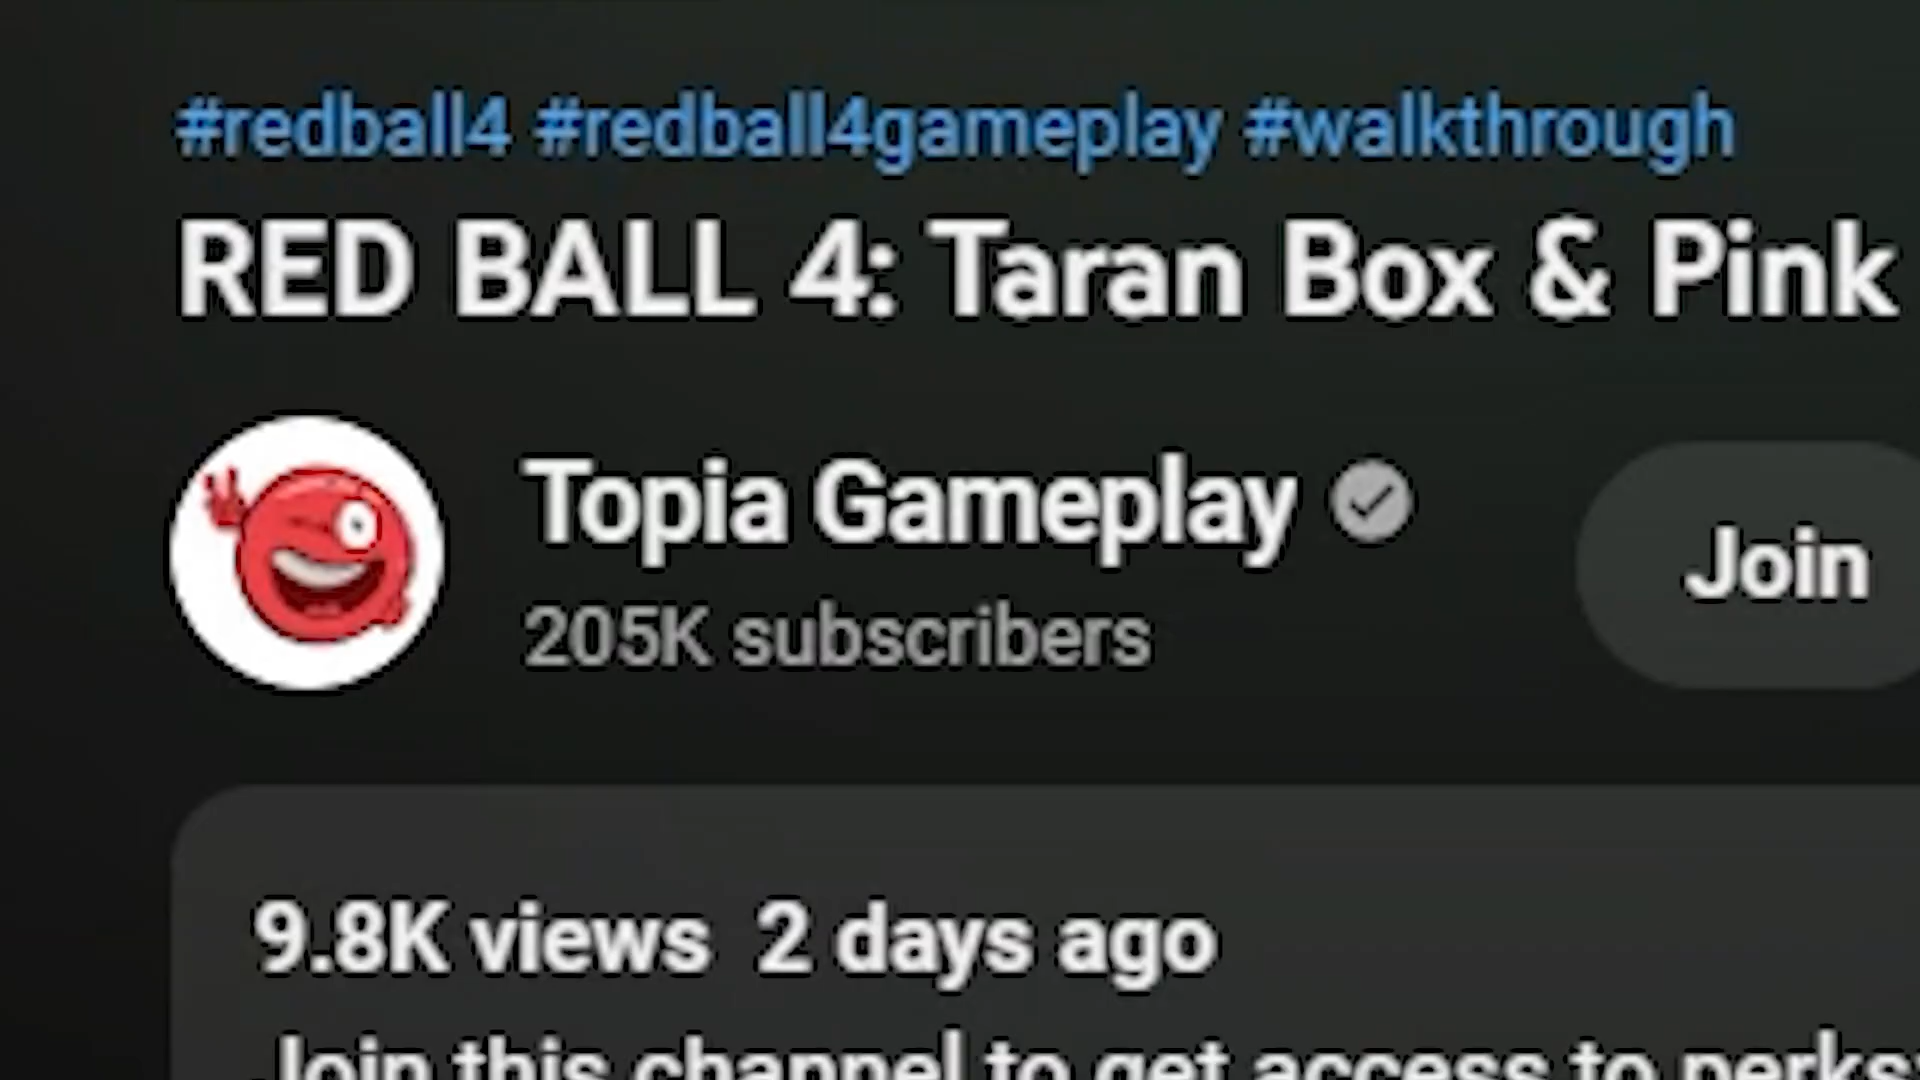 #redball4 #redball4gameplay #walkthrough
RED BALL 4: Taran Box & Pink
Topia Gameplay
205K subscribers
Join
9.8K views 2 days ago
Join this channel to get access to perks: